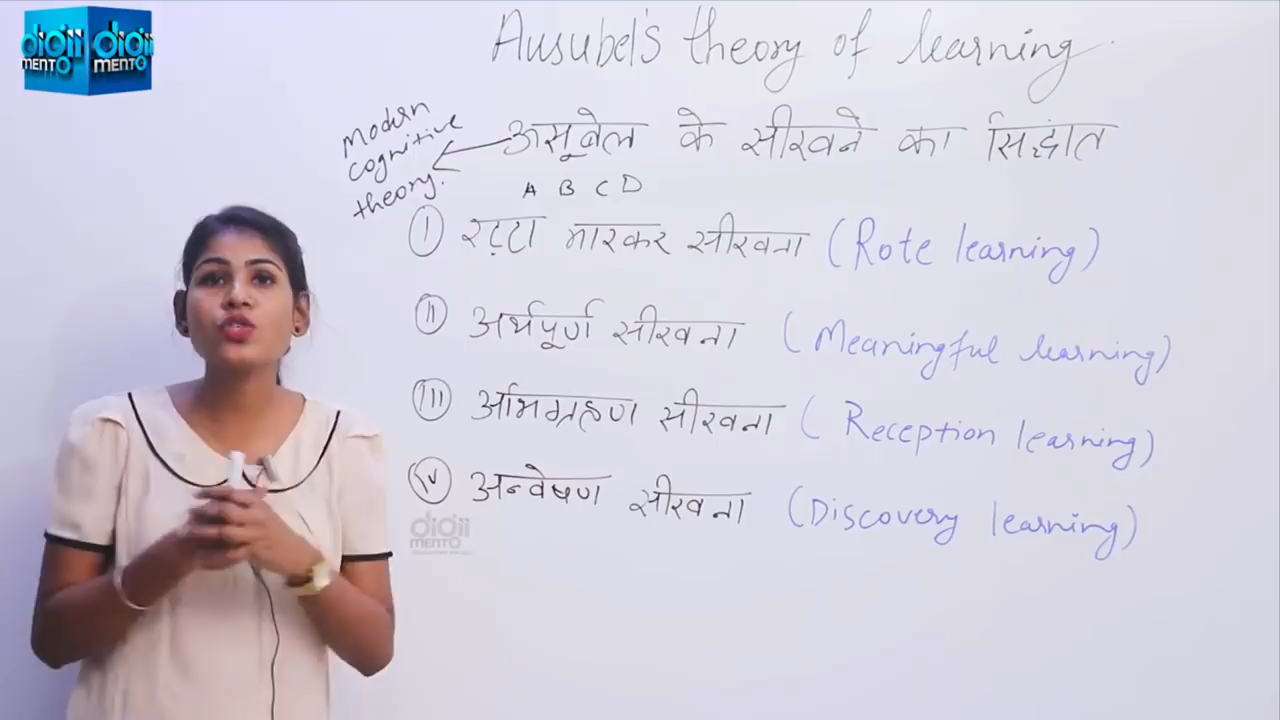 digii MENTO digii MENTO
Ausubel's theory of learning
Modern cognitive theory.
असूबेल के सीखने का सिद्धांत
A B C D
I रट्टा मारकर सीखना (Rote learning)
II अर्थपूर्ण सीखना (Meaningful learning)
III अभिग्रहण सीखना (Reception learning)
IV अन्वेषण सीखना (Discovery learning)
digii MENTO